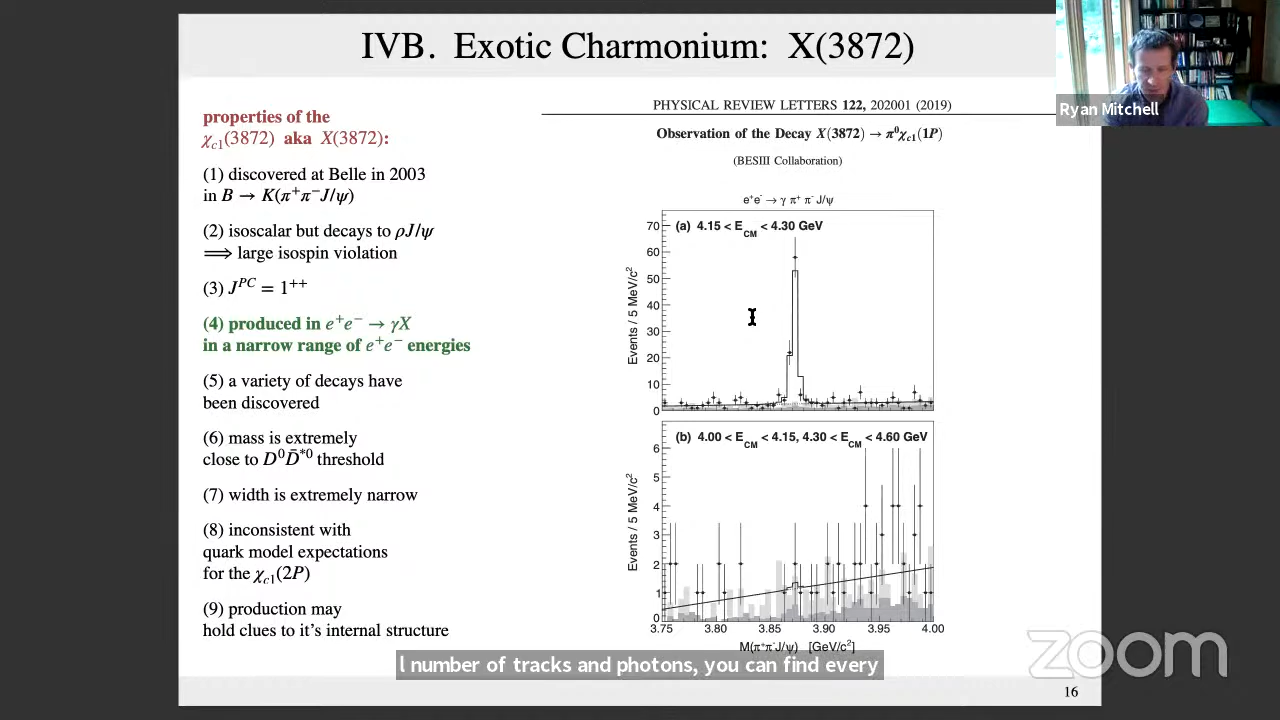 IVB. Exotic Charmonium: X(3872)
Ryan Mitchell
properties of the
χc1(3872) aka X(3872):
(1) discovered at Belle in 2003
in B → K(π⁺π⁻J/ψ)
(2) isoscalar but decays to ρJ/ψ
⟹ large isospin violation
(3) J^PC = 1⁺⁺
(4) produced in e⁺e⁻ → γX
in a narrow range of e⁺e⁻ energies
(5) a variety of decays have
been discovered
(6) mass is extremely
close to D⁰D̄*⁰ threshold
(7) width is extremely narrow
(8) inconsistent with
quark model expectations
for the χc1(2P)
(9) production may
hold clues to it's internal structure
PHYSICAL REVIEW LETTERS 122, 202001 (2019)
Observation of the Decay X(3872) → π⁰χc1(1P)
(BESIII Collaboration)
e⁺e⁻ → γ π⁺ π⁻ J/ψ
(a) 4.15 < E_CM < 4.30 GeV
Events / 5 MeV/c²
70
60
50
40
30
20
10
0
(b) 4.00 < E_CM < 4.15, 4.30 < E_CM < 4.60 GeV
Events / 5 MeV/c²
6
5
4
3
2
1
0
3.75 3.80 3.85 3.90 3.95 4.00
M(π⁺π⁻J/ψ) [GeV/c²]
l number of tracks and photons, you can find every
zoom
16